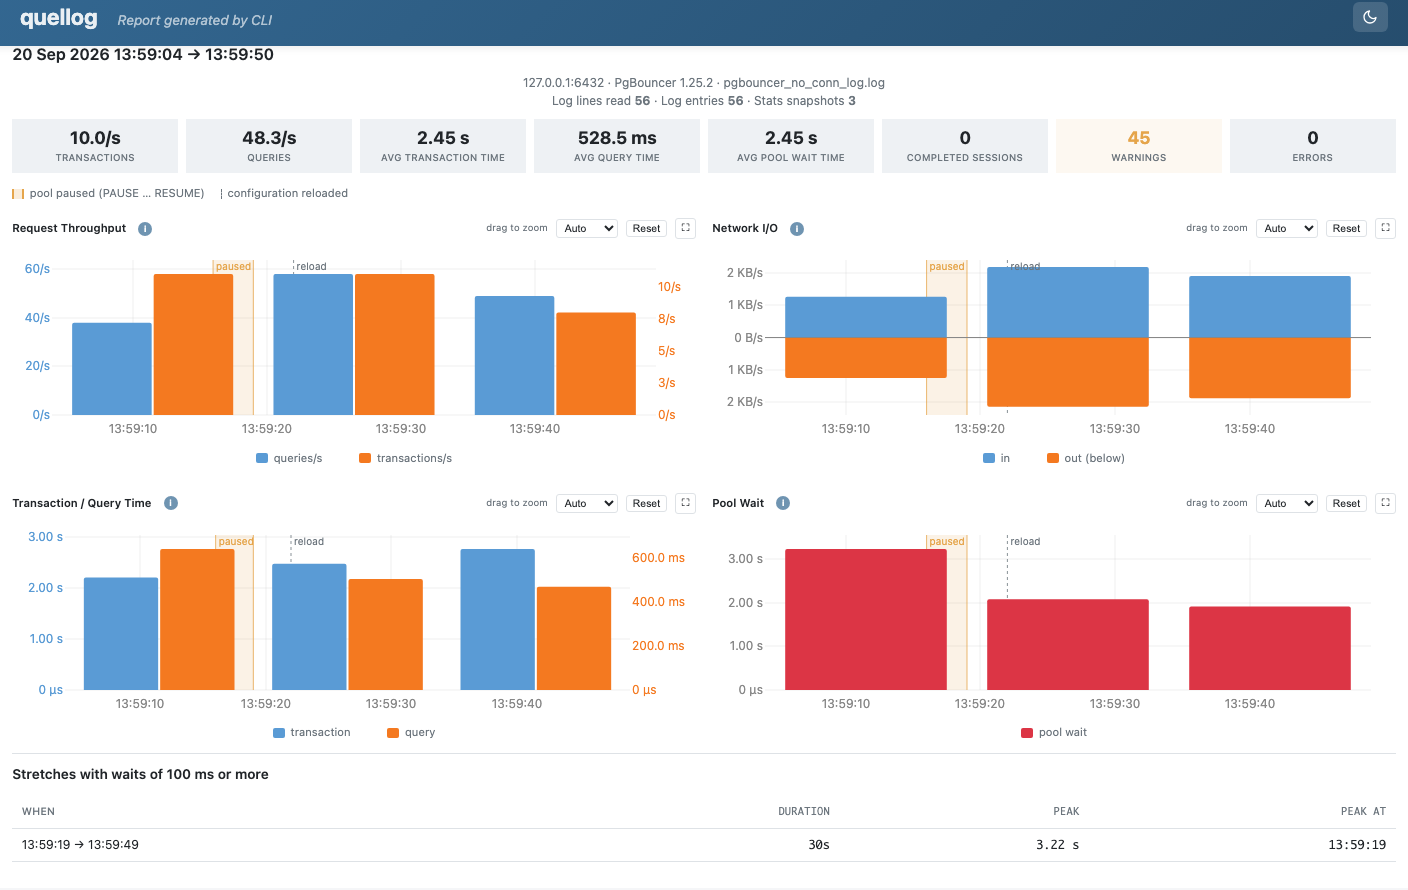 quellog Report generated by CLI
20 Sep 2026 13:59:04 → 13:59:50
127.0.0.1:6432 · PgBouncer 1.25.2 · pgbouncer_no_conn_log.log
Log lines read 56 · Log entries 56 · Stats snapshots 3
10.0/s
TRANSACTIONS
48.3/s
QUERIES
2.45 s
AVG TRANSACTION TIME
528.5 ms
AVG QUERY TIME
2.45 s
AVG POOL WAIT TIME
0
COMPLETED SESSIONS
45
WARNINGS
0
ERRORS
pool paused (PAUSE ... RESUME) configuration reloaded
Request Throughput i drag to zoom Auto Reset
paused reload
60/s
40/s
20/s
0/s
10/s
8/s
5/s
3/s
0/s
13:59:10 13:59:20 13:59:30 13:59:40
queries/s transactions/s
Network I/O i drag to zoom Auto Reset
paused reload
2 KB/s
1 KB/s
0 B/s
1 KB/s
2 KB/s
13:59:10 13:59:20 13:59:30 13:59:40
in out (below)
Transaction / Query Time i drag to zoom Auto Reset
paused reload
3.00 s
2.00 s
1.00 s
0 µs
600.0 ms
400.0 ms
200.0 ms
0 µs
13:59:10 13:59:20 13:59:30 13:59:40
transaction query
Pool Wait i drag to zoom Auto Reset
paused reload
3.00 s
2.00 s
1.00 s
0 µs
13:59:10 13:59:20 13:59:30 13:59:40
pool wait
Stretches with waits of 100 ms or more
WHEN DURATION PEAK PEAK AT
13:59:19 → 13:59:49 30s 3.22 s 13:59:19